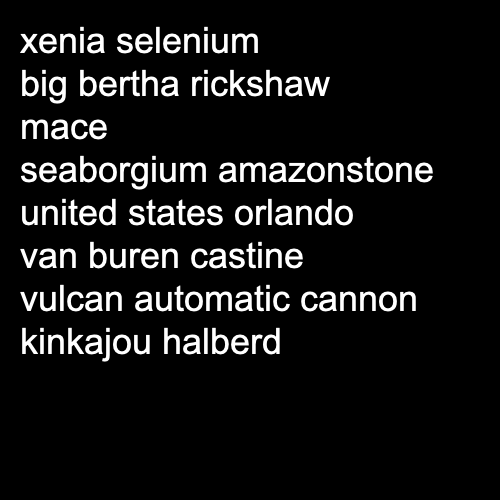 xenia selenium
big bertha rickshaw
mace
seaborgium amazonstone
united states orlando
van buren castine
vulcan automatic cannon
kinkajou halberd